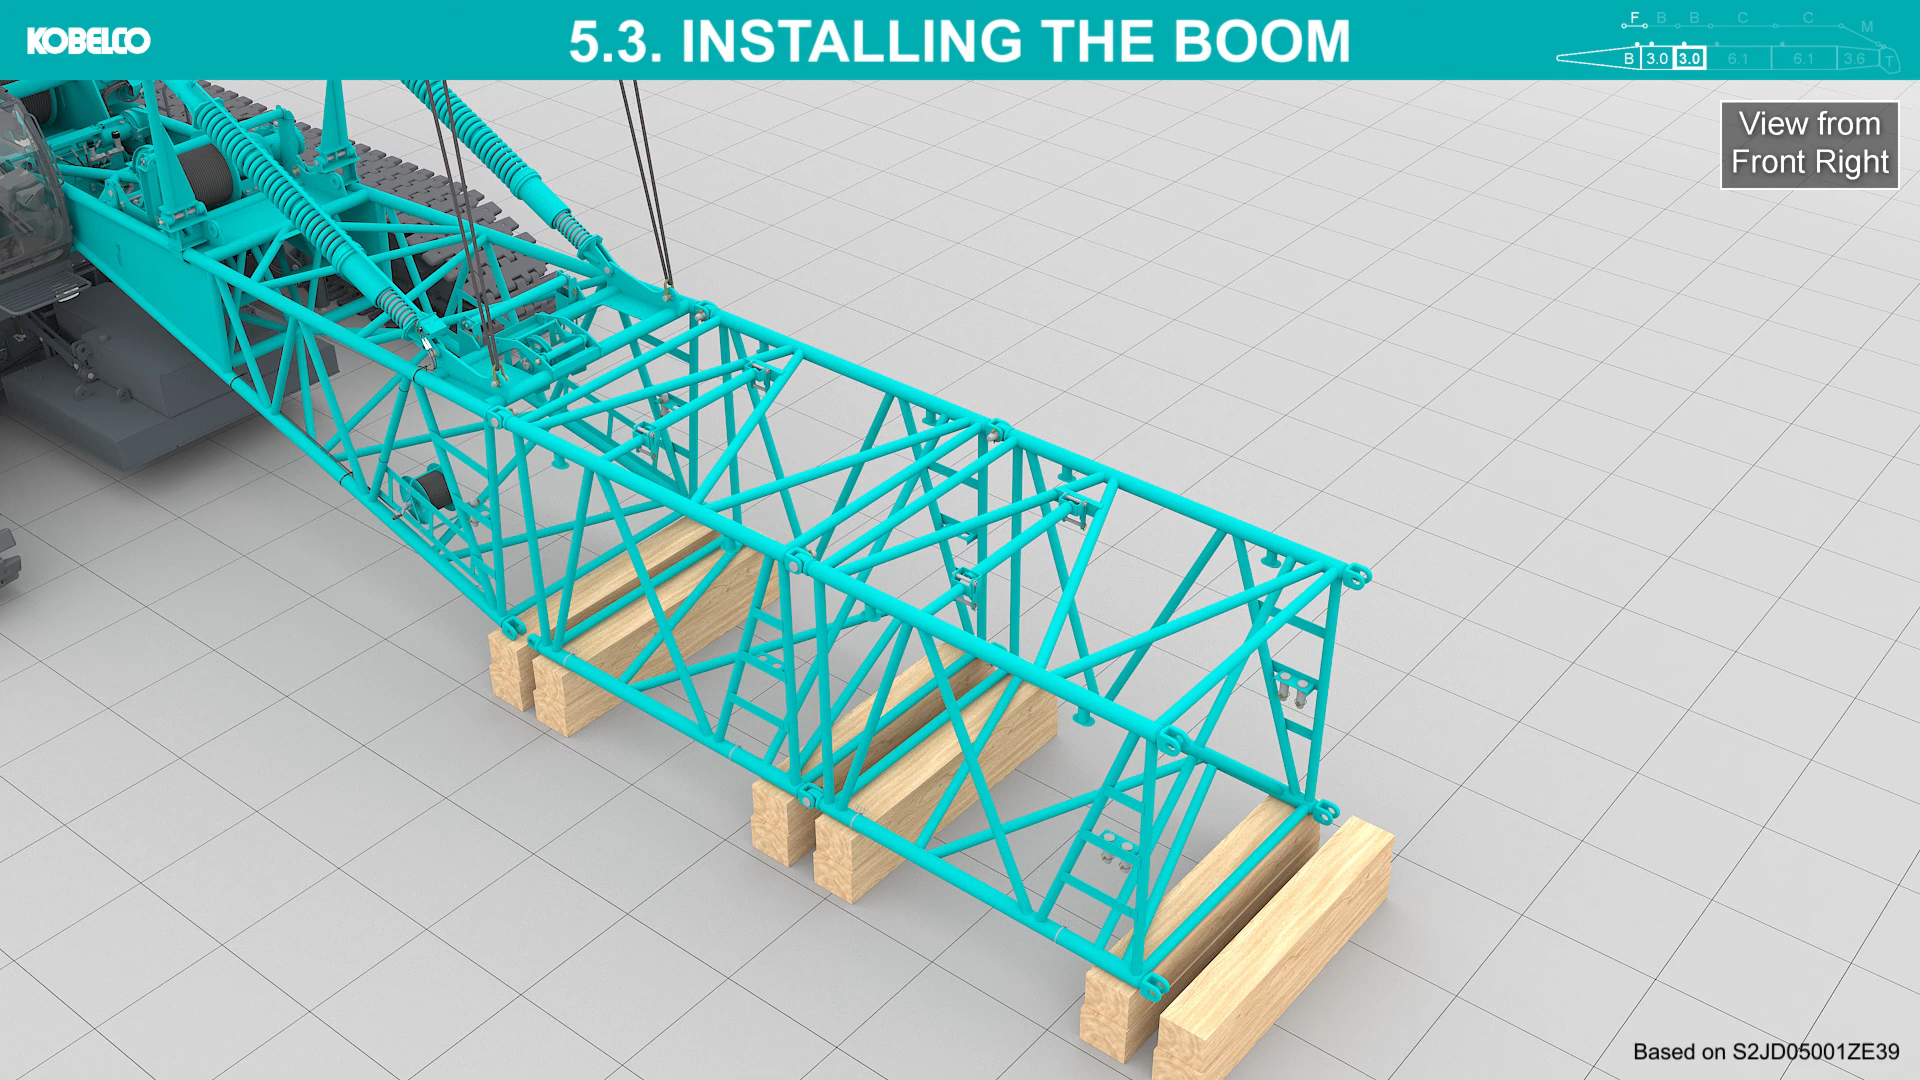 KOBELCO
5.3. INSTALLING THE BOOM
F B B C C M
B 3.0 3.0 6.1 6.1 3.6 T
View from
Front Right
Based on S2JD05001ZE39